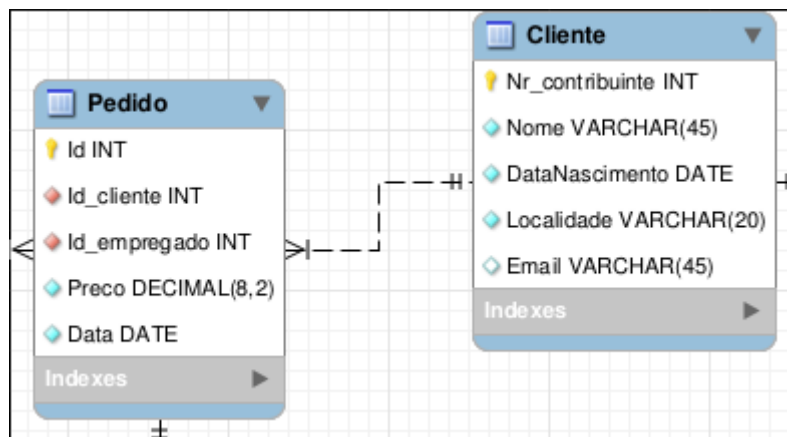 Pedido
Id INT
Id_cliente INT
Id_empregado INT
Preco DECIMAL(8,2)
Data DATE
Indexes
Cliente
Nr_contribuinte INT
Nome VARCHAR(45)
DataNascimento DATE
Localidade VARCHAR(20)
Email VARCHAR(45)
Indexes